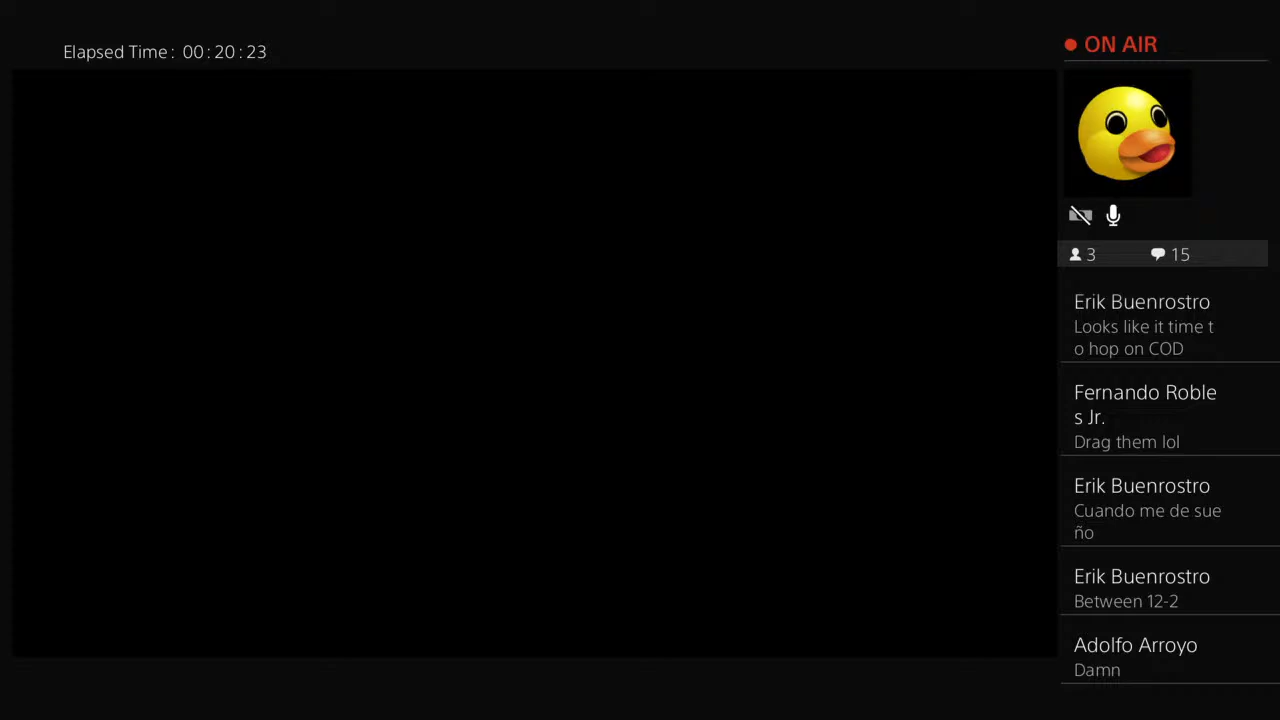 Elapsed Time: 00:20:23
ON AIR
3 15
Erik Buenrostro
Looks like it time t
o hop on COD
Fernando Roble
s Jr.
Drag them lol
Erik Buenrostro
Cuando me de sue
ño
Erik Buenrostro
Between 12-2
Adolfo Arroyo
Damn